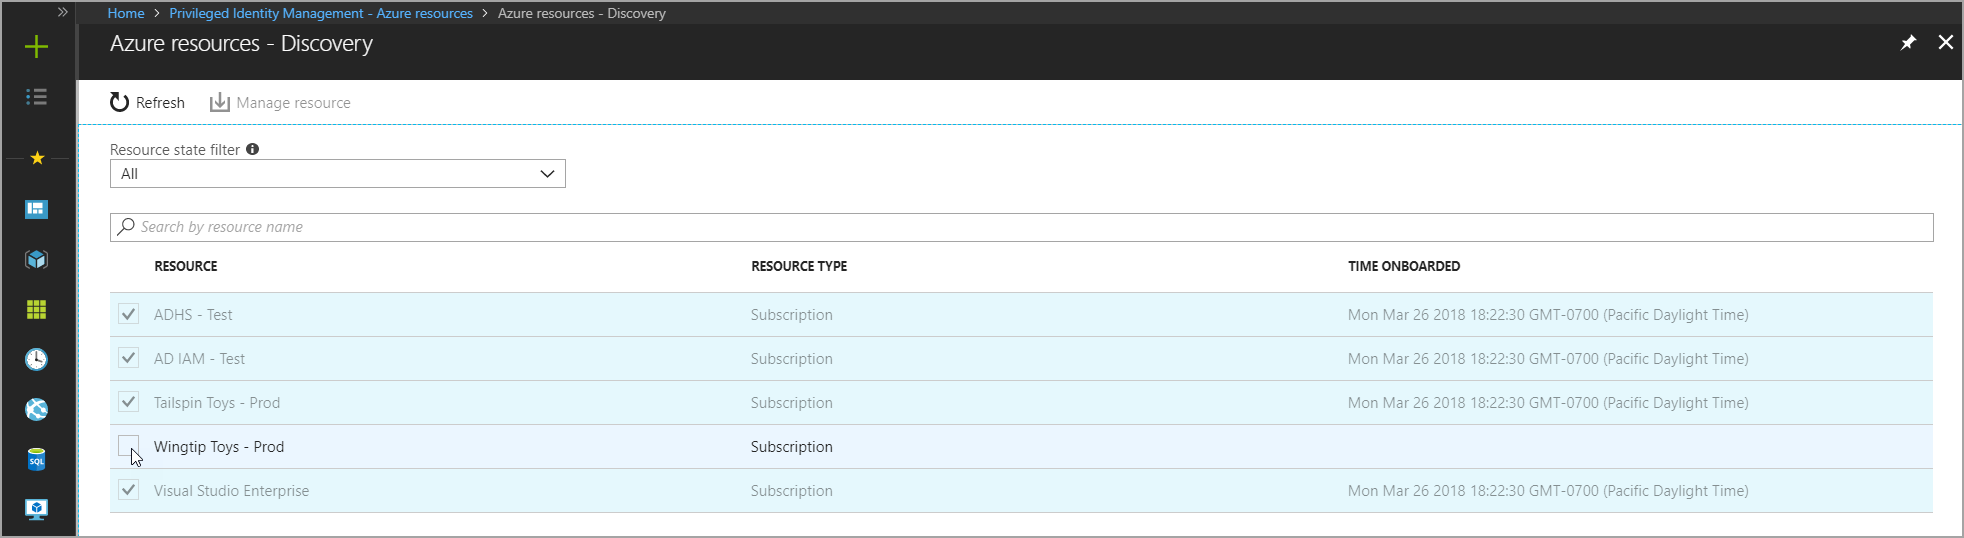 Home > Privileged Identity Management - Azure resources > Azure resources - Discovery
Azure resources - Discovery
Refresh Manage resource
Resource state filter
All
Search by resource name
RESOURCE RESOURCE TYPE TIME ONBOARDED
ADHS - Test Subscription Mon Mar 26 2018 18:22:30 GMT-0700 (Pacific Daylight Time)
AD IAM - Test Subscription Mon Mar 26 2018 18:22:30 GMT-0700 (Pacific Daylight Time)
Tailspin Toys - Prod Subscription Mon Mar 26 2018 18:22:30 GMT-0700 (Pacific Daylight Time)
Wingtip Toys - Prod Subscription
SQL
Visual Studio Enterprise Subscription Mon Mar 26 2018 18:22:30 GMT-0700 (Pacific Daylight Time)